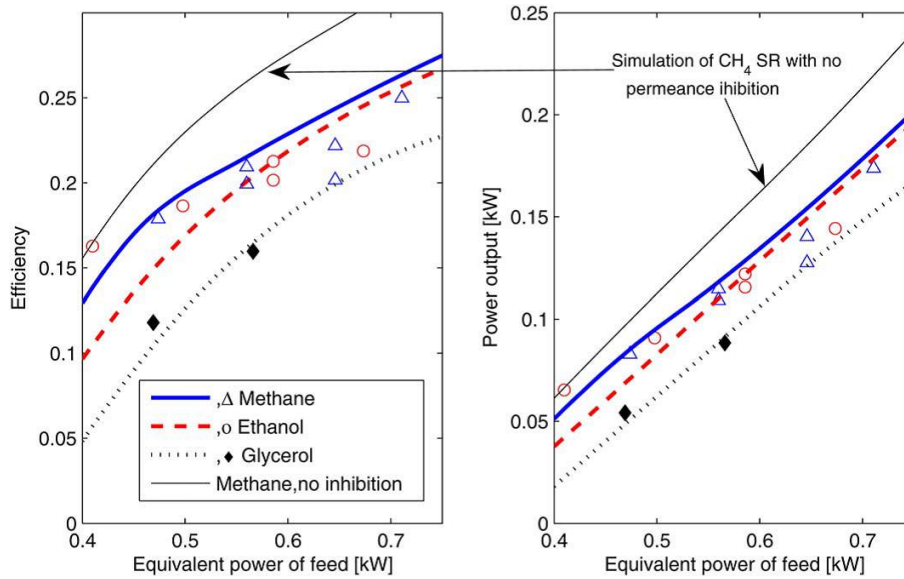 0.25
0.2
0.15
0.1
0.05
0
0.4
0.5
0.6
0.7
Efficiency
Equivalent power of feed [kW]
,Δ Methane
,o Ethanol
,♦ Glycerol
Methane,no inhibition
Simulation of CH4 SR with no
permeance ihibition
0.25
0.2
0.15
0.1
0.05
0
0.4
0.5
0.6
0.7
Power output [kW]
Equivalent power of feed [kW]